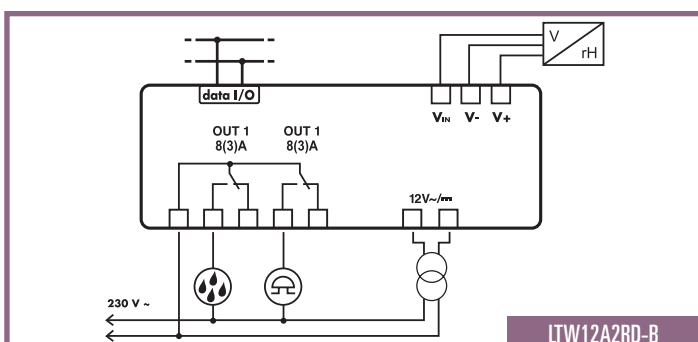 V
rH
data I/O
VIN V- V+
OUT 1 OUT 1
8(3)A 8(3)A
12V~/⎓
230 V ~
LTW12A2RD-B